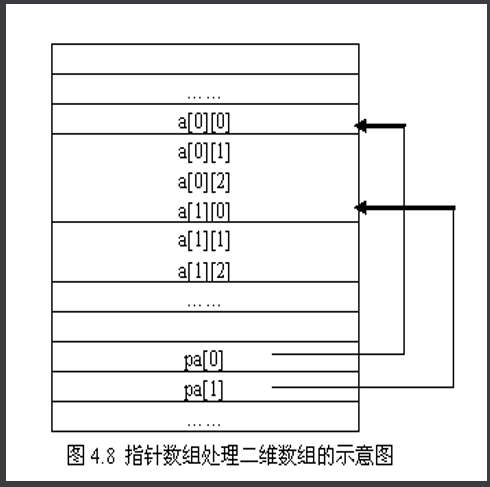 ……
a[0][0]
a[0][1]
a[0][2]
a[1][0]
a[1][1]
a[1][2]
……
pa[0]
pa[1]
……
图 4.8 指针数组处理二维数组的示意图